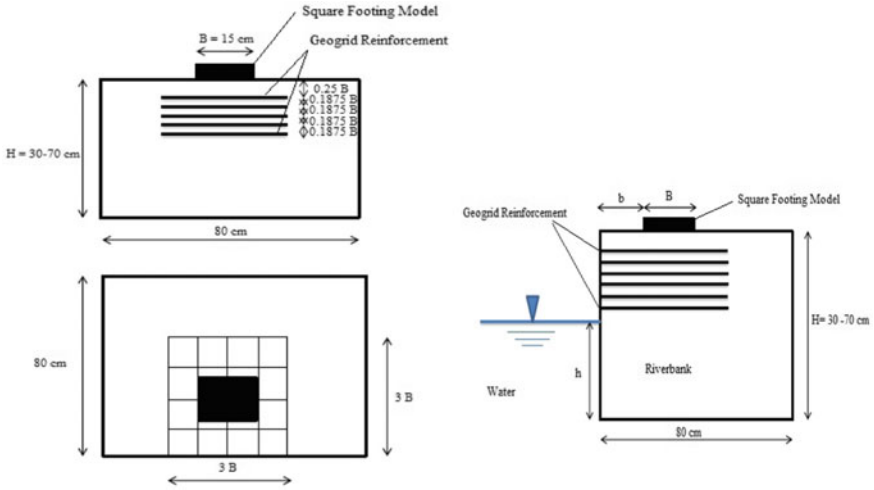 Square Footing Model
B = 15 cm
Geogrid Reinforcement
0.25 B
0.1875 B
0.1875 B
0.1875 B
0.1875 B
H = 30-70 cm
80 cm
80 cm
3 B
3 B
b
B
Square Footing Model
Geogrid Reinforcement
H= 30 -70 cm
h
Riverbank
Water
80 cm